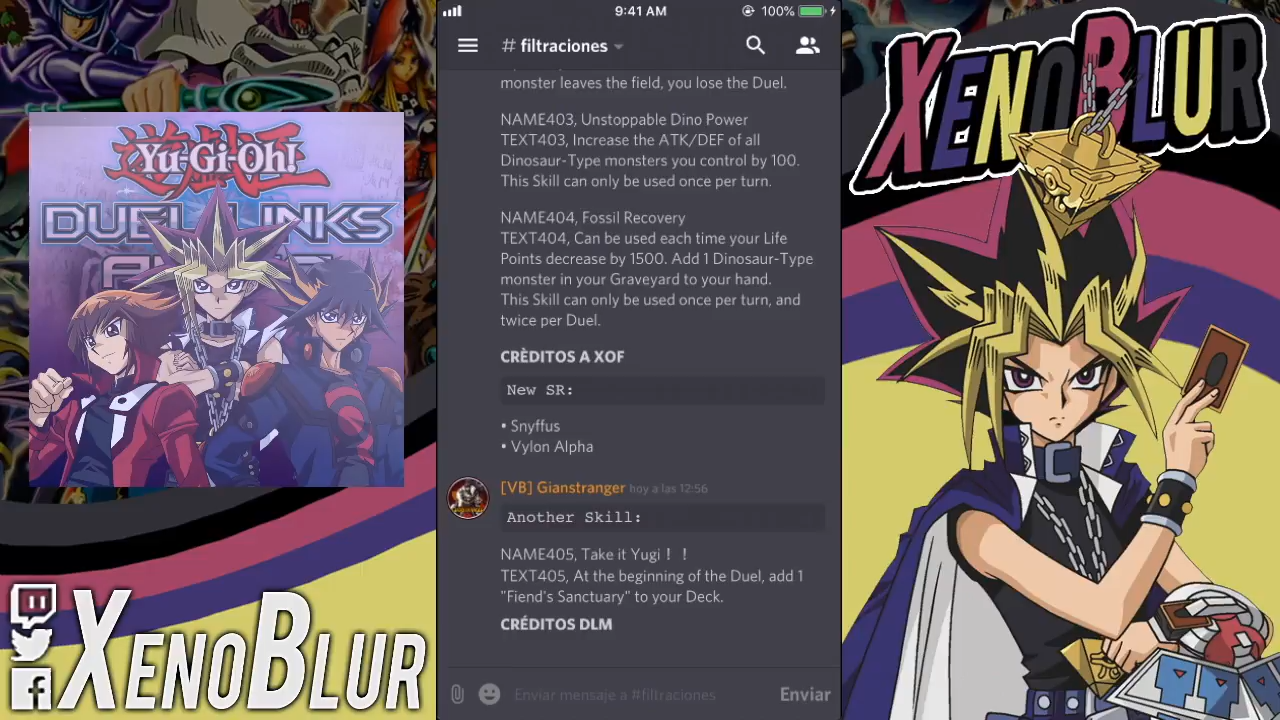 9:41 AM
100%
# filtraciones
monster leaves the field, you lose the Duel.
NAME403, Unstoppable Dino Power
TEXT403, Increase the ATK/DEF of all
Dinosaur-Type monsters you control by 100.
This Skill can only be used once per turn.
NAME404, Fossil Recovery
TEXT404, Can be used each time your Life
Points decrease by 1500. Add 1 Dinosaur-Type
monster in your Graveyard to your hand.
This Skill can only be used once per turn, and
twice per Duel.
CRÈDITOS A XOF
New SR:
• Snyffus
• Vylon Alpha
[VB] Gianstranger hoy a las 12:56
Another Skill:
NAME405, Take it Yugi！！
TEXT405, At the beginning of the Duel, add 1
"Fiend's Sanctuary" to your Deck.
CRÉDITOS DLM
Enviar mensaje a #filtraciones
Enviar
遊戯王
Yu-Gi-Oh!
DUEL LINKS
XENOBLUR
XENOBLUR